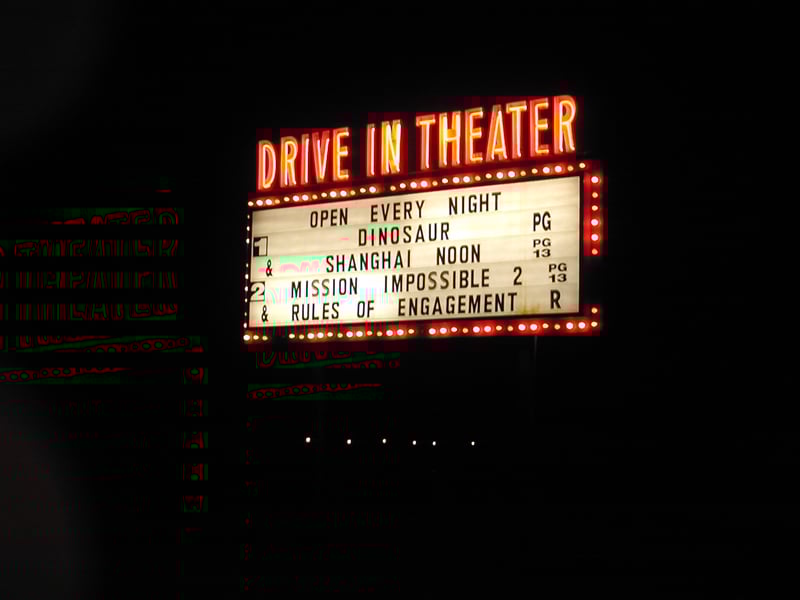 DRIVE IN THEATER
OPEN EVERY NIGHT
1 DINOSAUR PG
& SHANGHAI NOON PG 13
2 MISSION IMPOSSIBLE 2 PG 13
& RULES OF ENGAGEMENT R